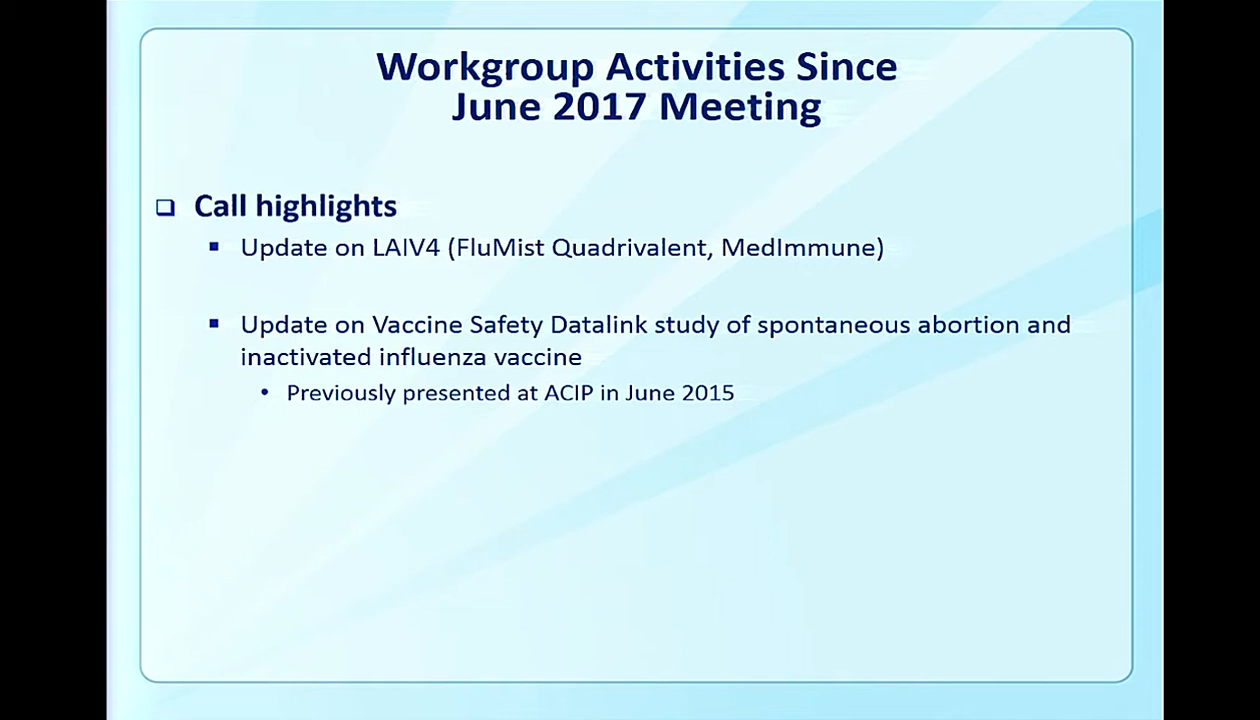 Workgroup Activities Since
June 2017 Meeting
Call highlights
Update on LAIV4 (FluMist Quadrivalent, MedImmune)
Update on Vaccine Safety Datalink study of spontaneous abortion and
inactivated influenza vaccine
Previously presented at ACIP in June 2015